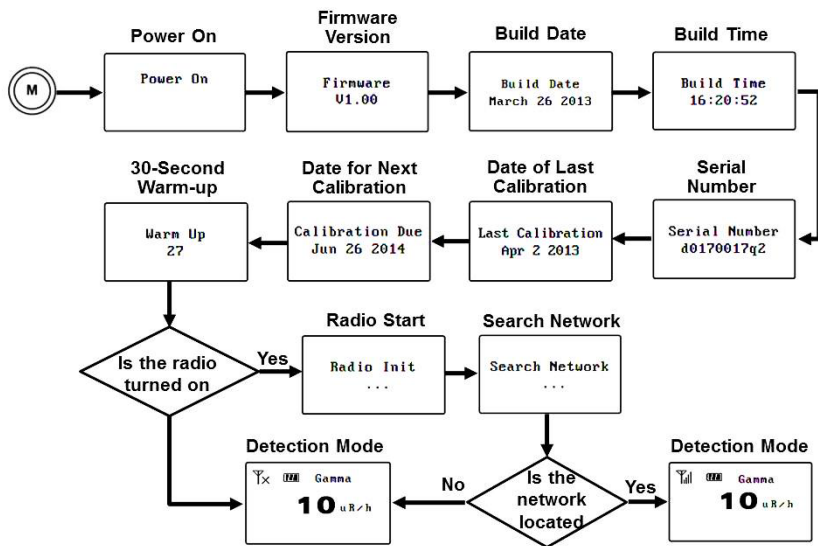 Power On
Firmware
Version
Build Date
Build Time
M
Power On
Firmware
V1.00
Build Date
March 26 2013
Build Time
16:20:52
30-Second
Warm-up
Date for Next
Calibration
Date of Last
Calibration
Serial
Number
Warm Up
27
Calibration Due
Jun 26 2014
Last Calibration
Apr 2 2013
Serial Number
d0170017q2
Is the radio
turned on
Yes
Radio Start
Radio Init
...
Search Network
Search Network
...
Detection Mode
Gamma
10 uR/h
No
Is the
network
located
Yes
Detection Mode
Gamma
10 uR/h